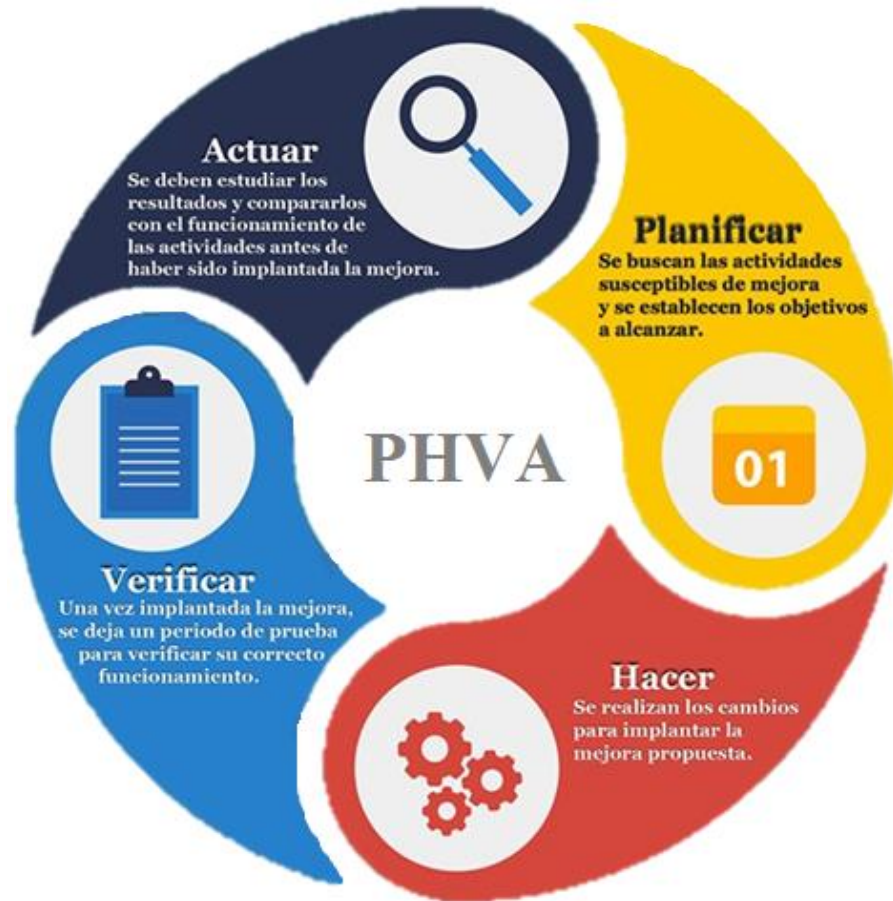 Actuar
Se deben estudiar los
resultados y compararlos
con el funcionamiento de
las actividades antes de
haber sido implantada la mejora.
Planificar
Se buscan las actividades
susceptibles de mejora
y se establecen los objetivos
a alcanzar.
01
PHVA
Verificar
Una vez implantada la mejora,
se deja un periodo de prueba
para verificar su correcto
funcionamiento.
Hacer
Se realizan los cambios
para implantar la
mejora propuesta.